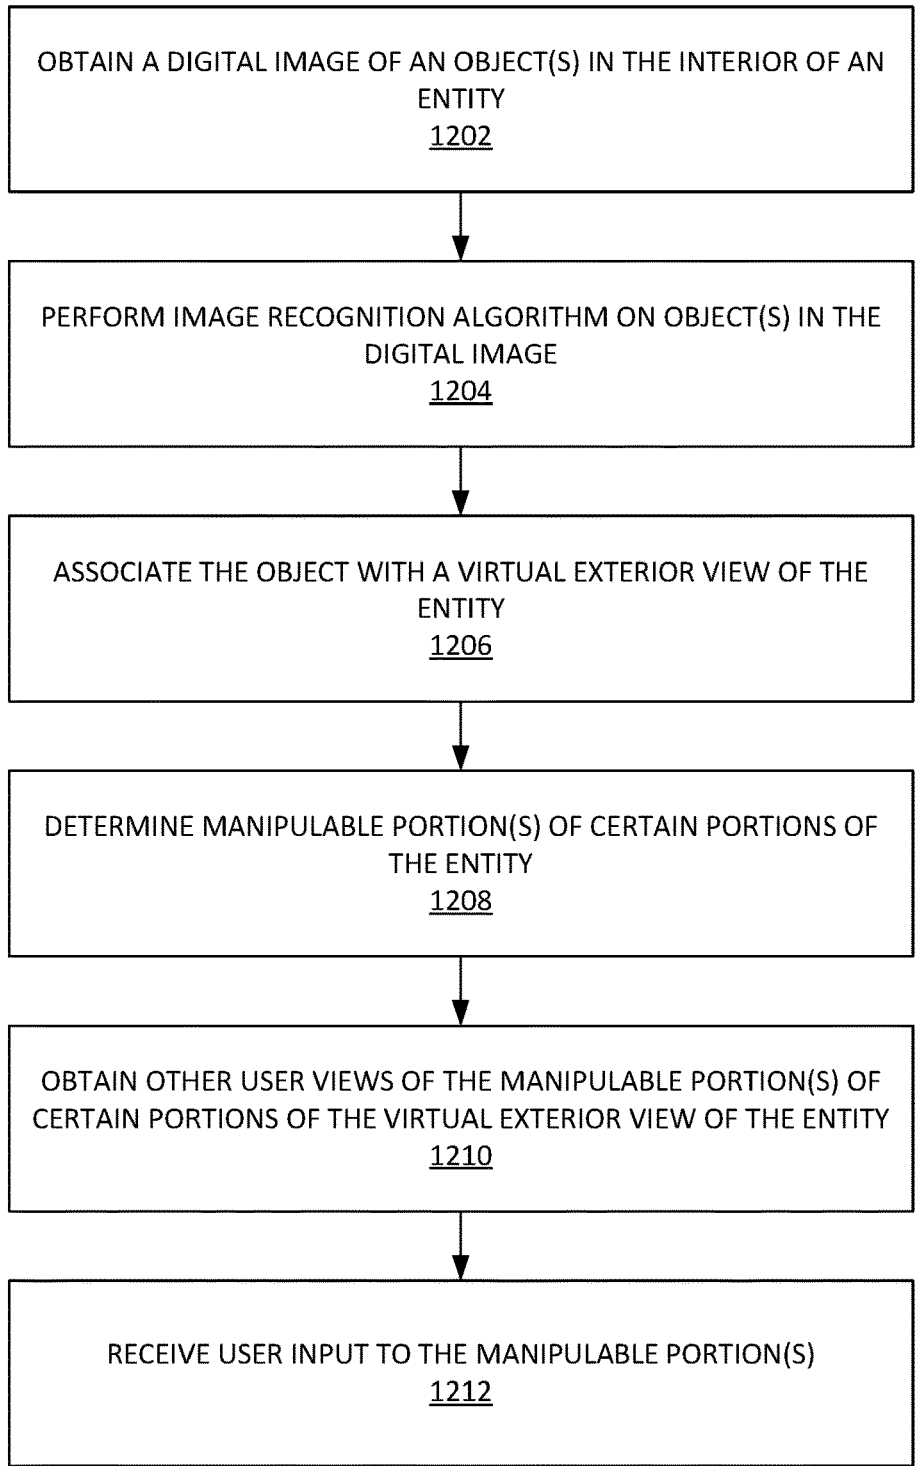 OBTAIN A DIGITAL IMAGE OF AN OBJECT(S) IN THE INTERIOR OF AN
ENTITY
1202
PERFORM IMAGE RECOGNITION ALGORITHM ON OBJECT(S) IN THE
DIGITAL IMAGE
1204
ASSOCIATE THE OBJECT WITH A VIRTUAL EXTERIOR VIEW OF THE
ENTITY
1206
DETERMINE MANIPULABLE PORTION(S) OF CERTAIN PORTIONS OF
THE ENTITY
1208
OBTAIN OTHER USER VIEWS OF THE MANIPULABLE PORTION(S) OF
CERTAIN PORTIONS OF THE VIRTUAL EXTERIOR VIEW OF THE ENTITY
1210
RECEIVE USER INPUT TO THE MANIPULABLE PORTION(S)
1212